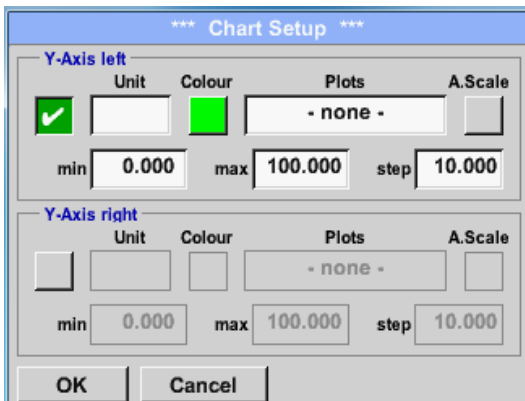 *** Chart Setup ***
Y-Axis left
Unit Colour Plots A.Scale
- none -
min 0.000 max 100.000 step 10.000
Y-Axis right
Unit Colour Plots A.Scale
- none -
min 0.000 max 100.000 step 10.000
OK Cancel